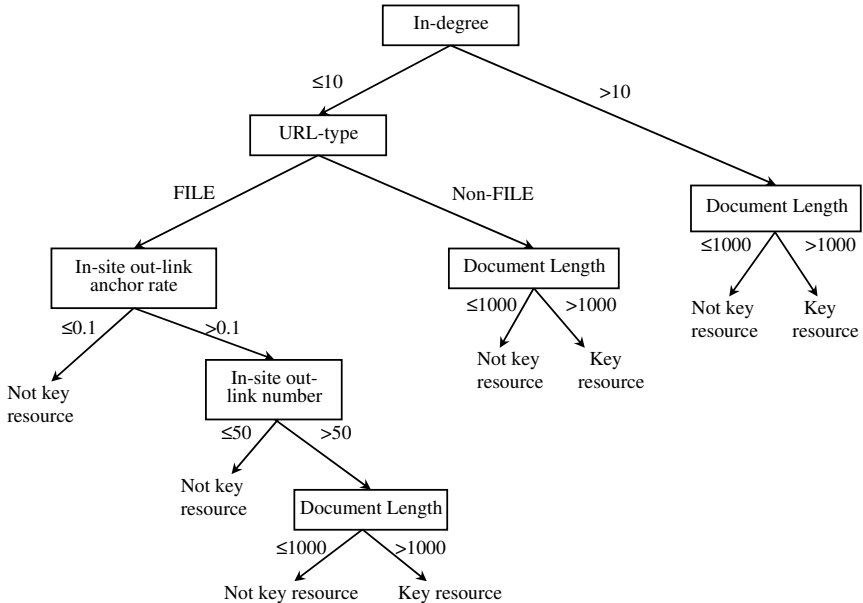 In-degree
≤10
>10
URL-type
FILE
Non-FILE
Document Length
≤1000
>1000
Not key
resource
Key
resource
In-site out-link
anchor rate
Document Length
≤0.1
>0.1
≤1000
>1000
Not key
resource
In-site out-
link number
Not key
resource
Key
resource
≤50
>50
Not key
resource
Document Length
≤1000
>1000
Not key resource
Key resource